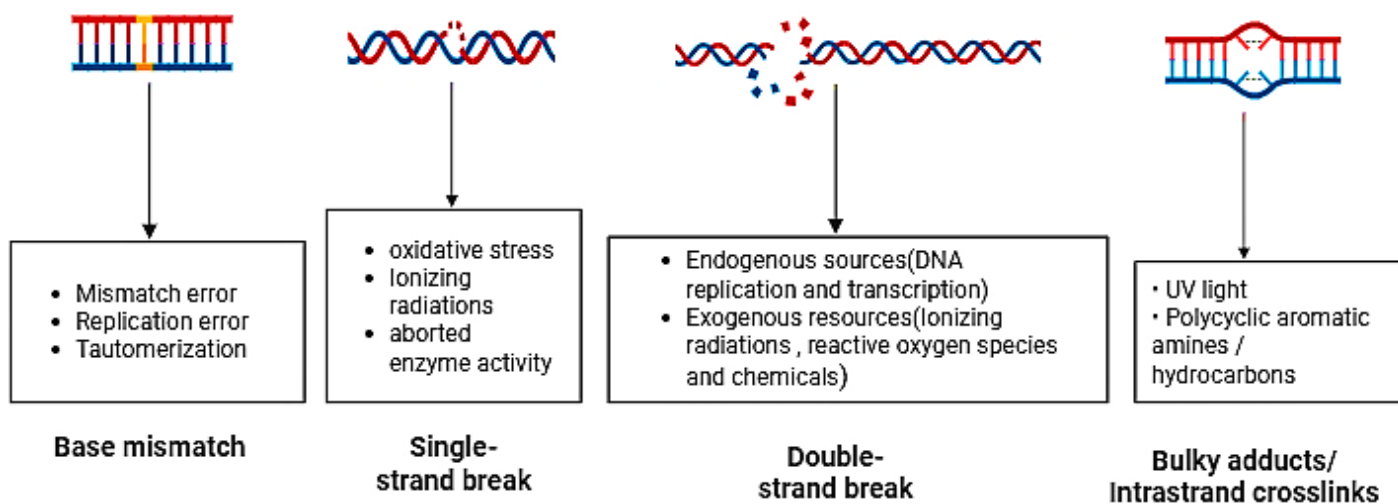 • Mismatch error
• Replication error
• Tautomerization
Base mismatch
• oxidative stress
• Ionizing
radiations
• aborted
enzyme activity
Single-
strand break
• Endogenous sources(DNA
replication and transcription)
• Exogenous resources(Ionizing
radiations , reactive oxygen species
and chemicals)
Double-
strand break
· UV light
· Polycyclic aromatic
amines /
hydrocarbons
Bulky adducts/
Intrastrand crosslinks